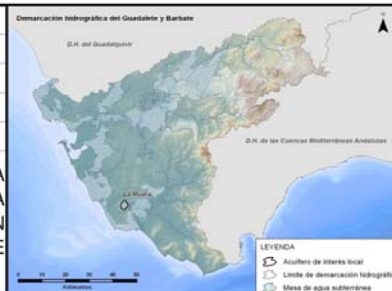 Demarcación hidrográfica del Guadalete y Barbate
N
D.H. del Guadalquivir
D.H. de las Cuencas Mediterráneas Andaluzas
A
A
N
E
La Muela
LEYENDA
Acuífero de interés local
Límite de demarcación hidrográfica
Masa de agua subterránea
Kilómetros